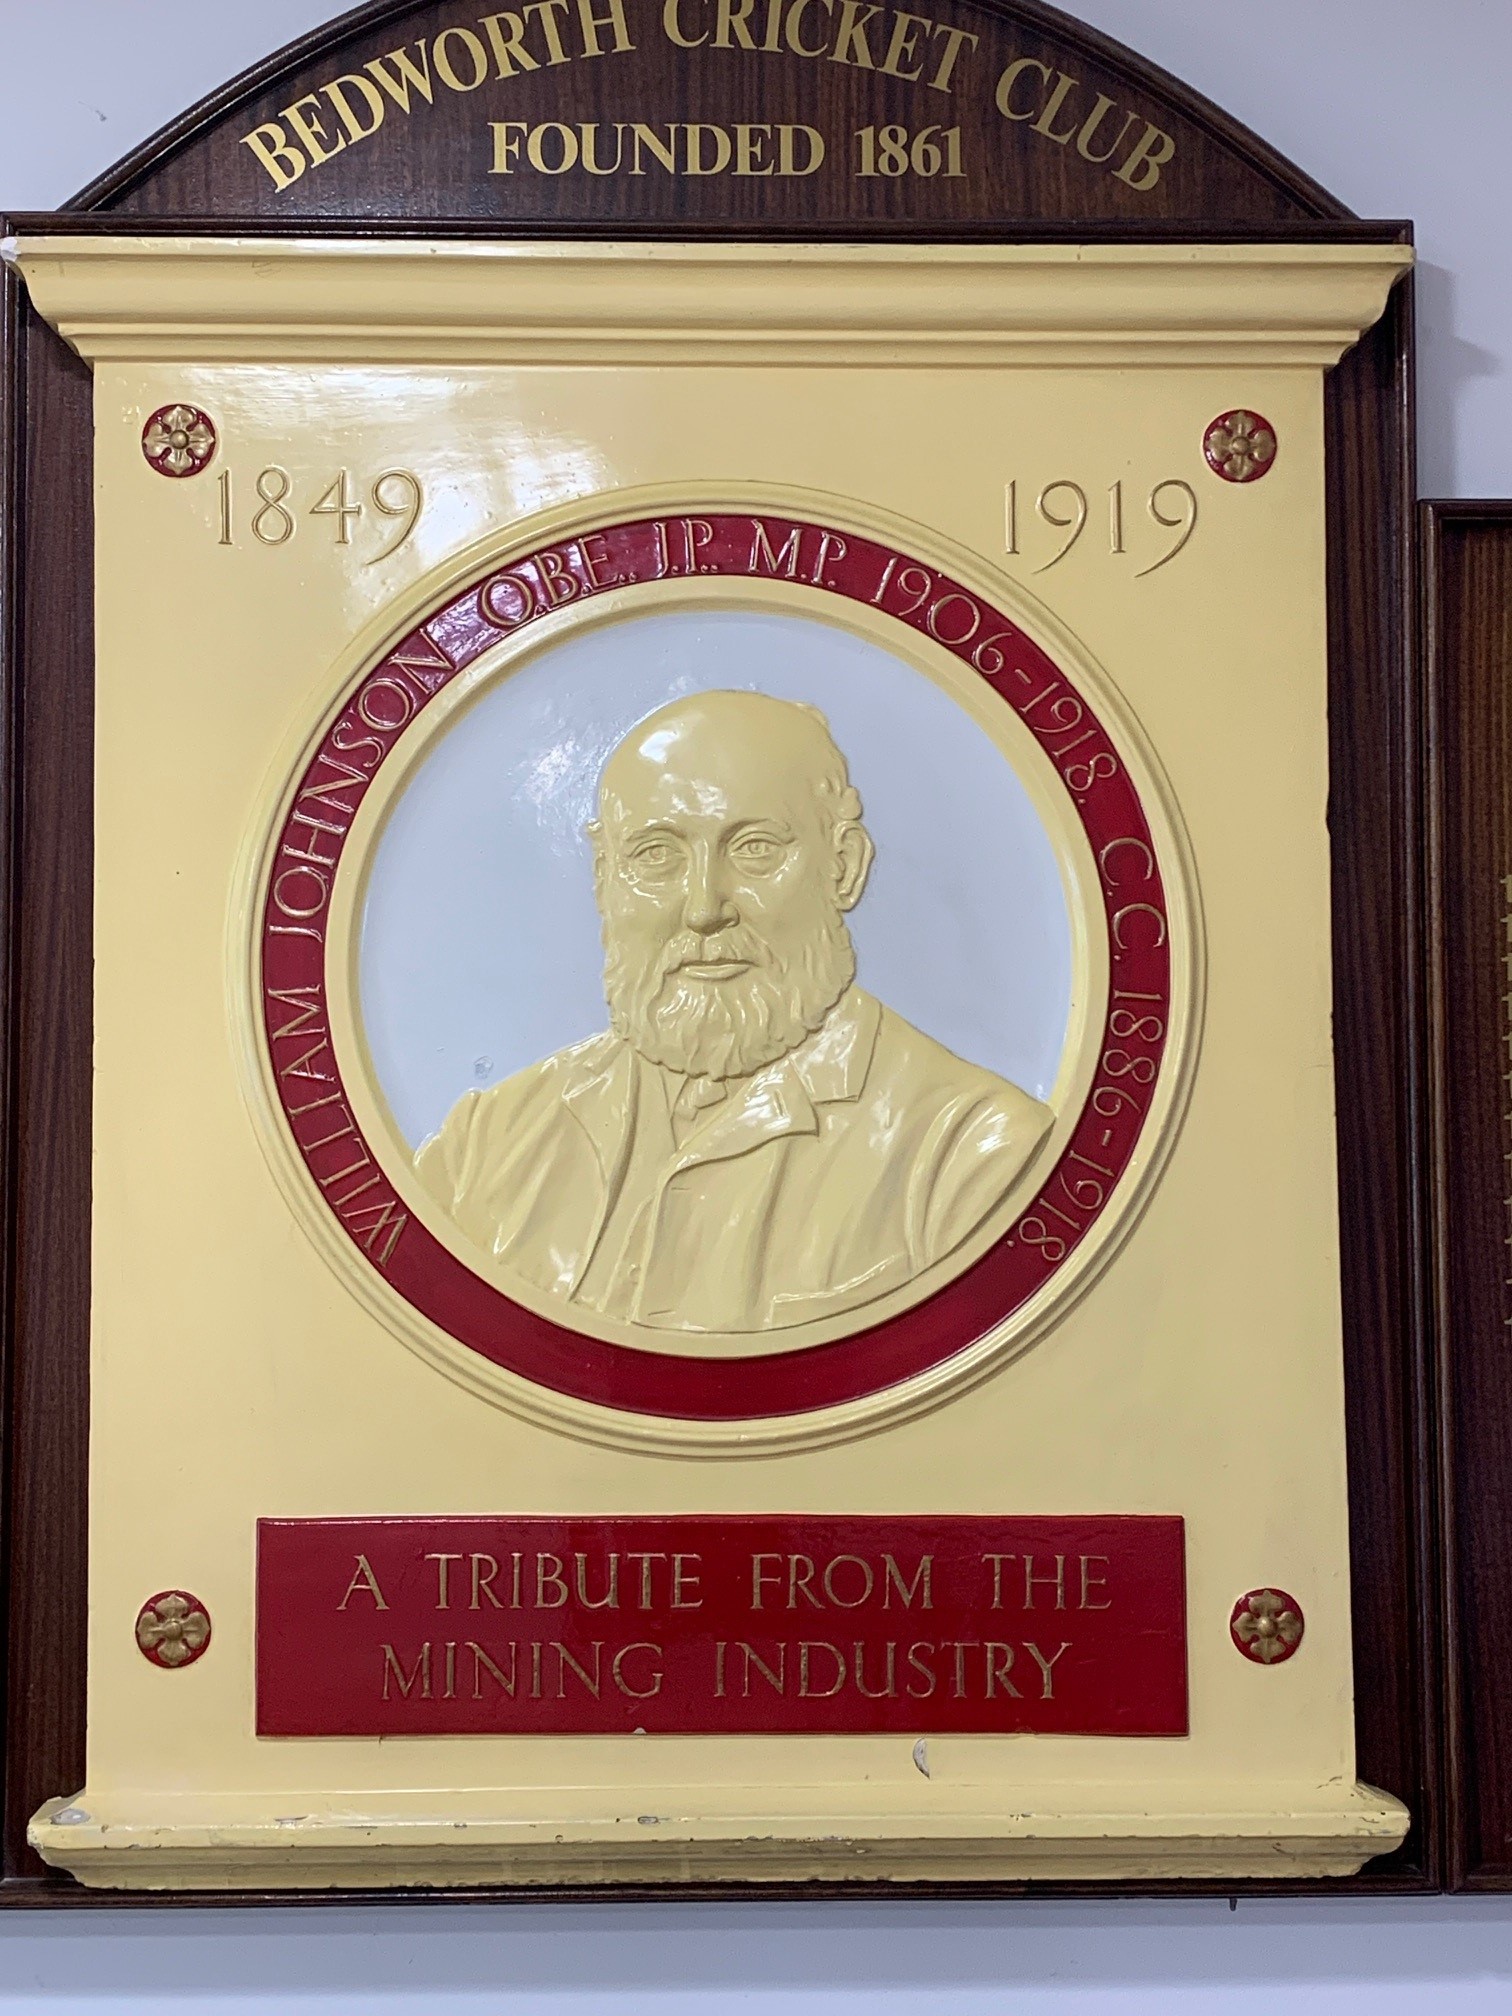 BEDWORTH CRICKET CLUB
FOUNDED 1861
1849 1919
WILLIAM JOHNSON O.B.E., J.P., M.P. 1906-1918. C.C. 1886-1918.
A TRIBUTE FROM THE
MINING INDUSTRY